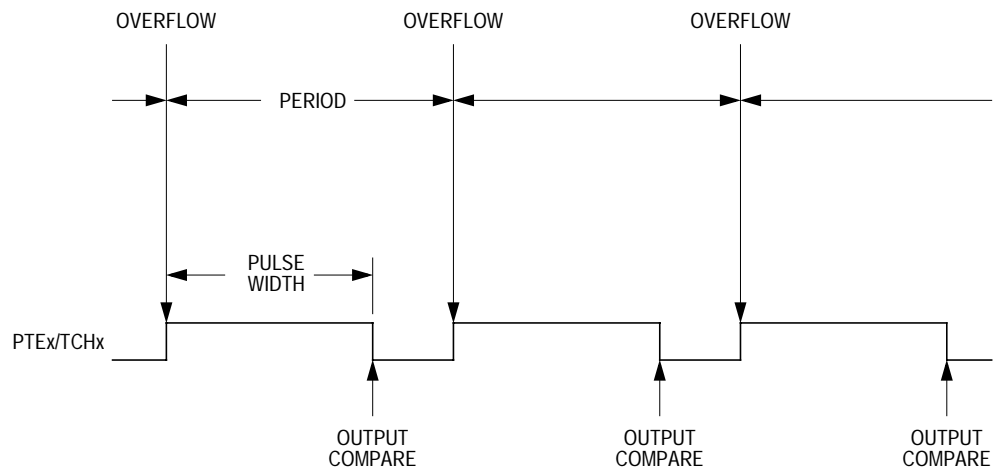 OVERFLOW
OVERFLOW
OVERFLOW
PERIOD
PULSE
WIDTH
PTEx/TCHx
OUTPUT
COMPARE
OUTPUT
COMPARE
OUTPUT
COMPARE